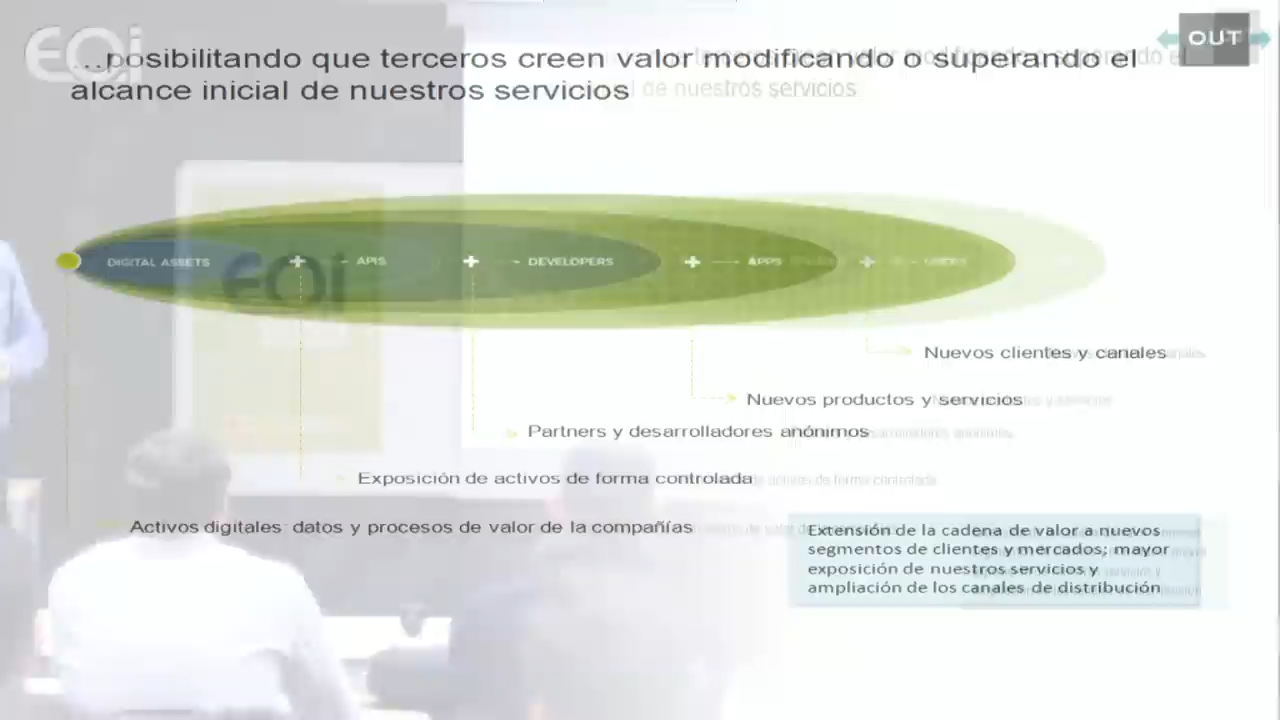 EQi
OUT
...posibilitando que terceros creen valor modificando o superando el
alcance inicial de nuestros servicios
DIGITAL ASSETS + APIS + DEVELOPERS + APPS + USERS
EQi
Nuevos clientes y canales
Nuevos productos y servicios
Partners y desarrolladores anónimos
Exposición de activos de forma controlada
Activos digitales: datos y procesos de valor de la compañías
Extensión de la cadena de valor a nuevos
segmentos de clientes y mercados; mayor
exposición de nuestros servicios y
ampliación de los canales de distribución